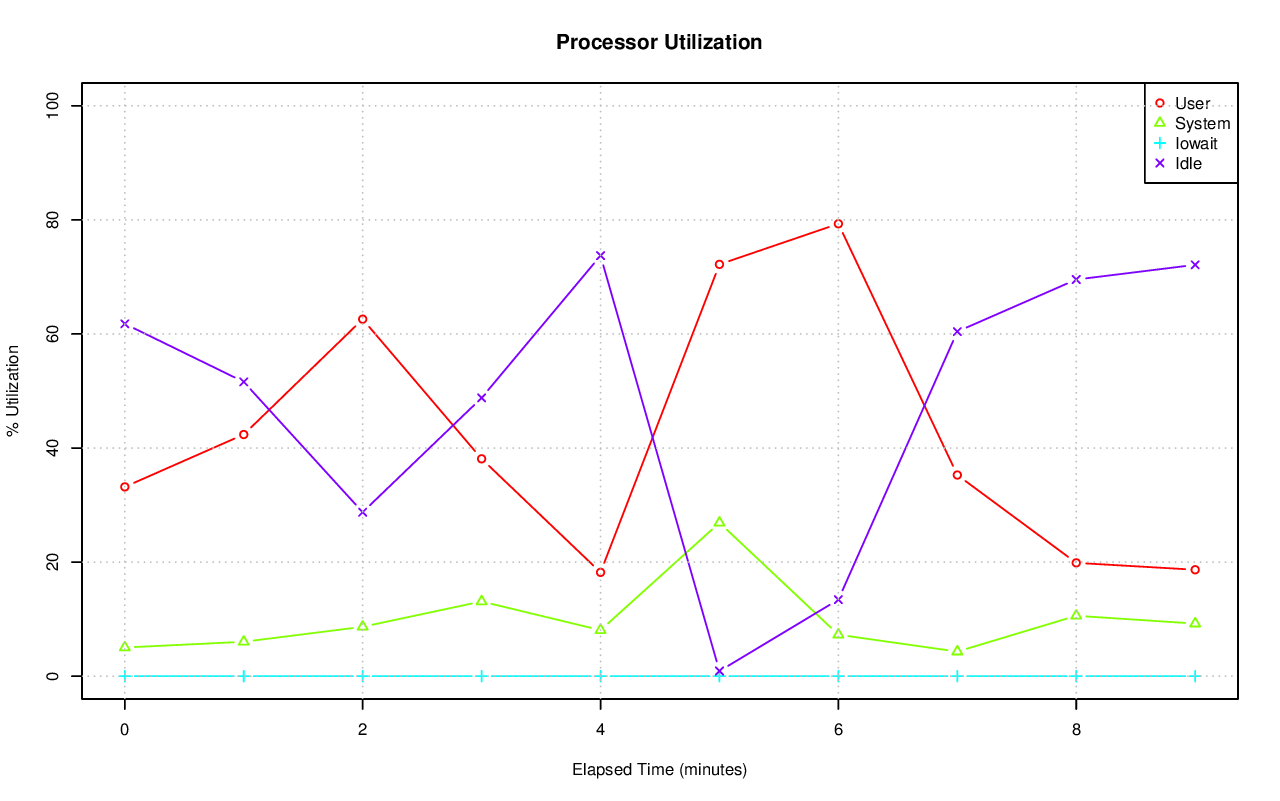 Processor Utilization
User
System
Iowait
Idle
100
80
60
40
20
0
% Utilization
0 2 4 6 8
Elapsed Time (minutes)